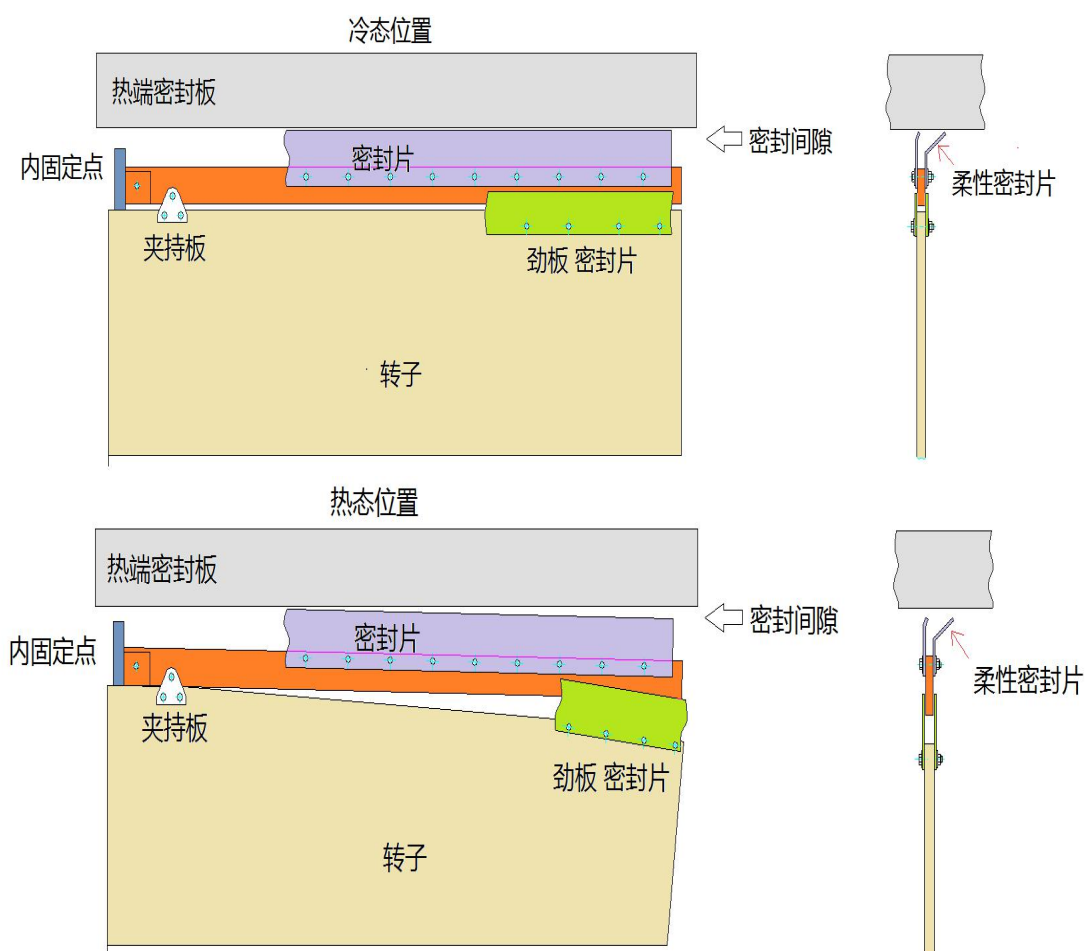 冷态位置
热端密封板
密封间隙
内固定点
密封片
柔性密封片
夹持板
劲板 密封片
转子
热态位置
热端密封板
密封间隙
内固定点
密封片
柔性密封片
夹持板
劲板 密封片
转子